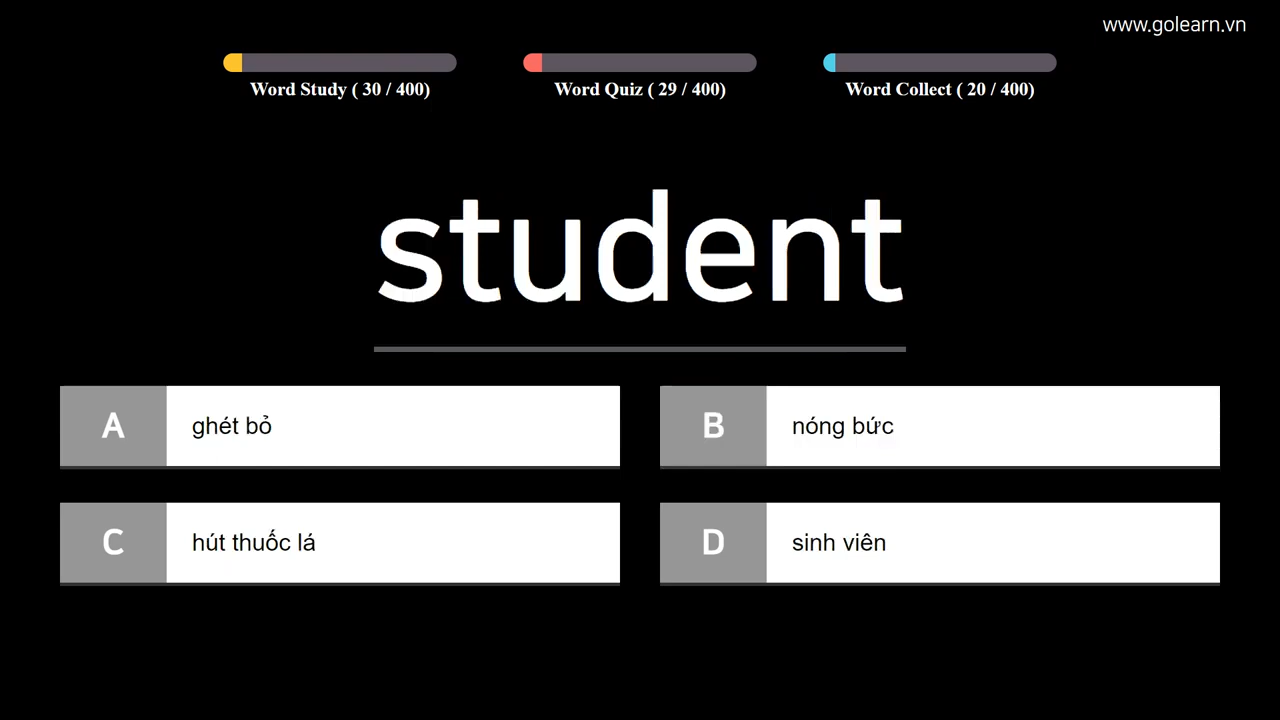 www.golearn.vn
Word Study ( 30 / 400)
Word Quiz ( 29 / 400)
Word Collect ( 20 / 400)
student
A ghét bỏ
B nóng bức
C hút thuốc lá
D sinh viên